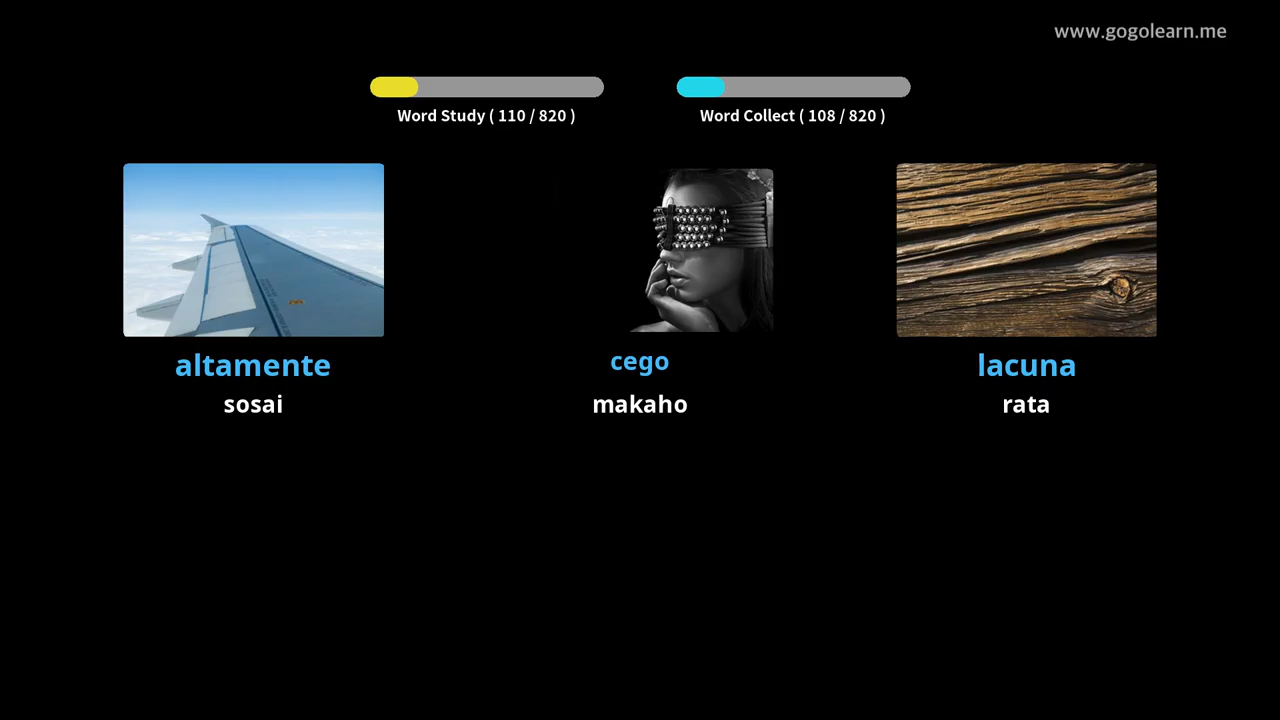 www.gogolearn.me
Word Study ( 110 / 820 )
Word Collect ( 108 / 820 )
altamente
sosai
cego
makaho
lacuna
rata